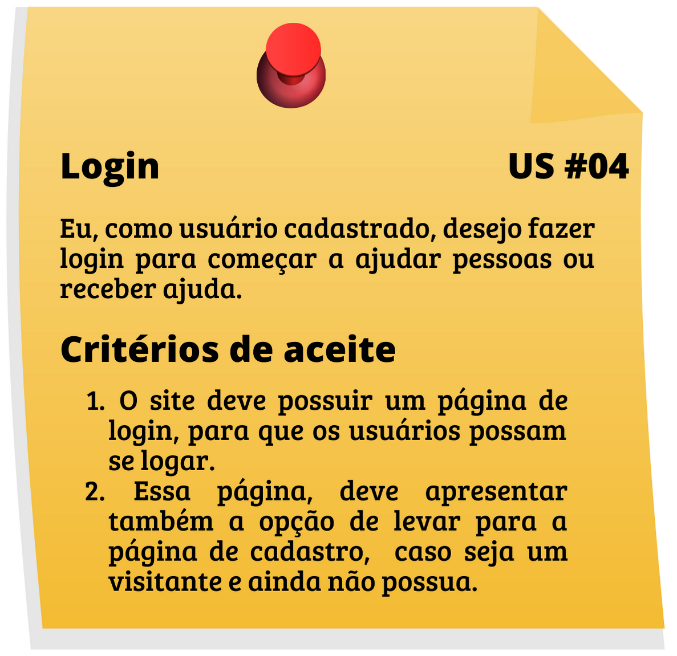 Login
US #04
Eu, como usuário cadastrado, desejo fazer
login para começar a ajudar pessoas ou
receber ajuda.
Critérios de aceite
1. O site deve possuir um página de
login, para que os usuários possam
se logar.
2. Essa página, deve apresentar
também a opção de levar para a
página de cadastro, caso seja um
visitante e ainda não possua.